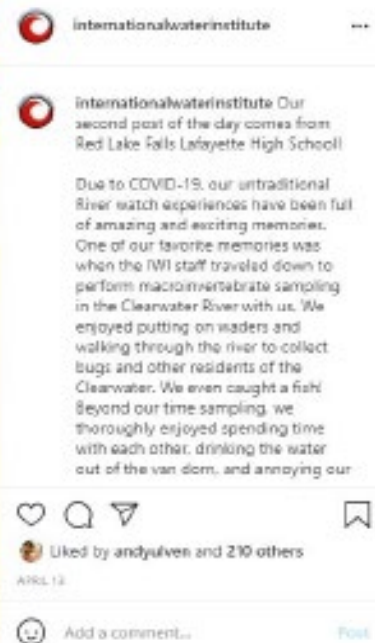 internationalwaterinstitute
internationalwaterinstitute Our
second post of the day comes from
Red Lake Falls Lafayette High School!
Due to COVID-19, our untraditional
River watch experiences have been full
of amazing and exciting memories.
One of our favorite memories was
when the IWI staff traveled down to
perform macroinvertebrate sampling
in the Clearwater River with us. We
enjoyed putting on waders and
walking through the river to collect
bugs and other residents of the
Clearwater. We even caught a fish!
Beyond our time sampling, we
thoroughly enjoyed spending time
with each other, drinking the water
out of the van dorn, and annoying our
Liked by andyulven and 210 others
APRIL 13
Add a comment...
Post